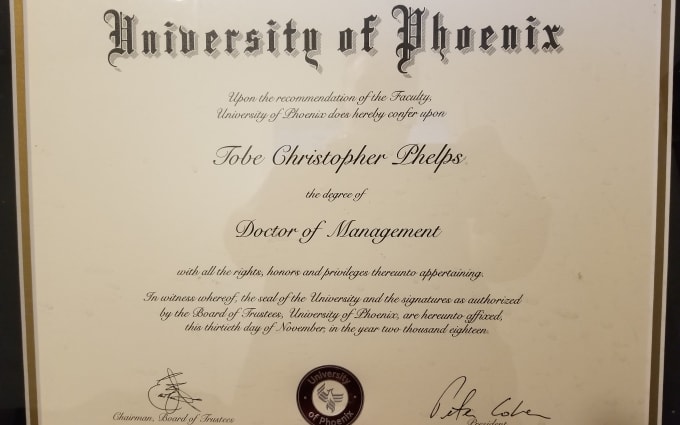 University of Phoenix
Upon the recommendation of the Faculty,
University of Phoenix does hereby confer upon
Tobe Christopher Phelps
the degree of
Doctor of Management
with all the rights, honors and privileges thereunto appertaining.
In witness whereof, the seal of the University and the signatures as authorized
by the Board of Trustees, University of Phoenix, are hereunto affixed,
this thirtieth day of November, in the year two thousand eighteen.
University
of Phoenix
Peter Cohen
Chairman, Board of Trustees
President